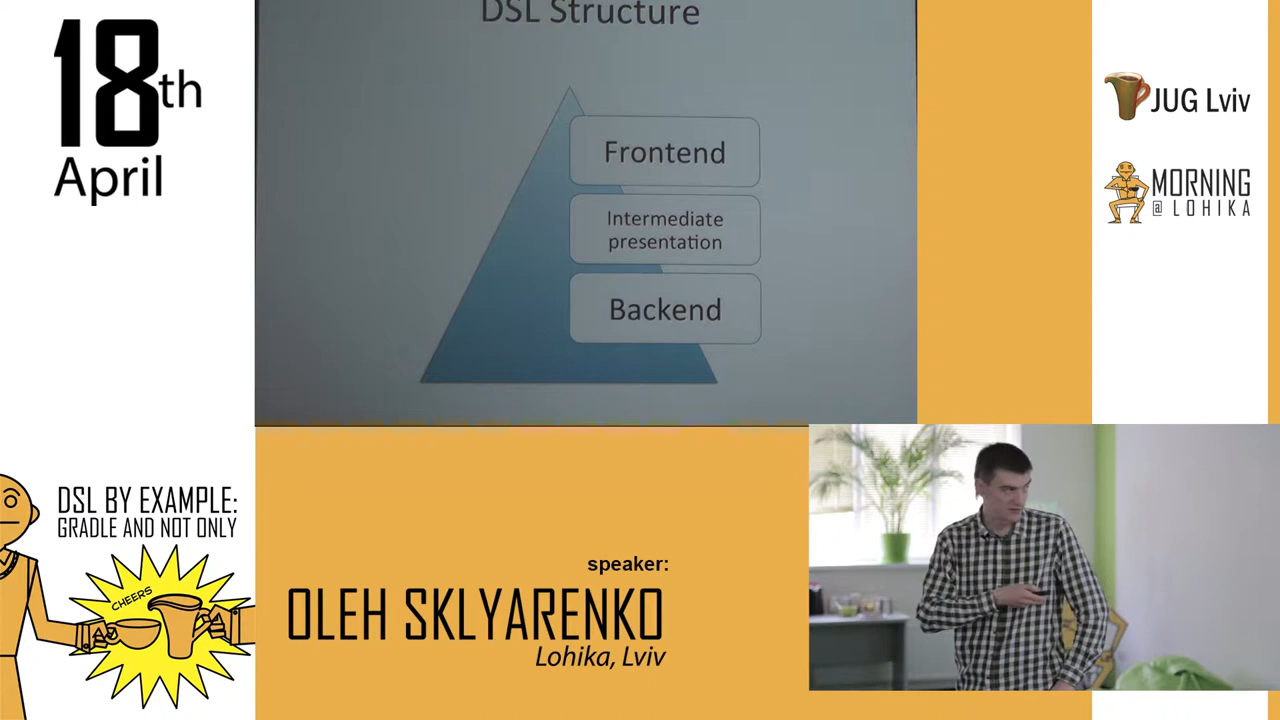 18th
April
DSL Structure
Frontend
Intermediate
presentation
Backend
JUG Lviv
MORNING
@ LOHIKA
DSL BY EXAMPLE:
GRADLE AND NOT ONLY
CHEERS
speaker:
OLEH SKLYARENKO
Lohika, Lviv